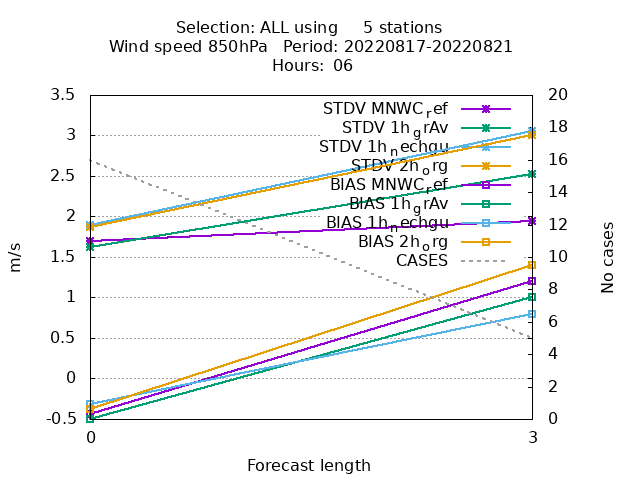 Selection: ALL using     5 stations
Wind speed 850hPa   Period: 20220817-20220821
Hours:  06
3.5
3
2.5
2
1.5
1
0.5
0
-0.5
m/s
STDV MNWC_ref
STDV 1h_grAv
STDV 1h_nechgu
STDV 2h_org
BIAS MNWC_ref
BIAS 1h_grAv
BIAS 1h_nechgu
BIAS 2h_org
CASES
20
18
16
14
12
10
8
6
4
2
0
No cases
0
3
Forecast length